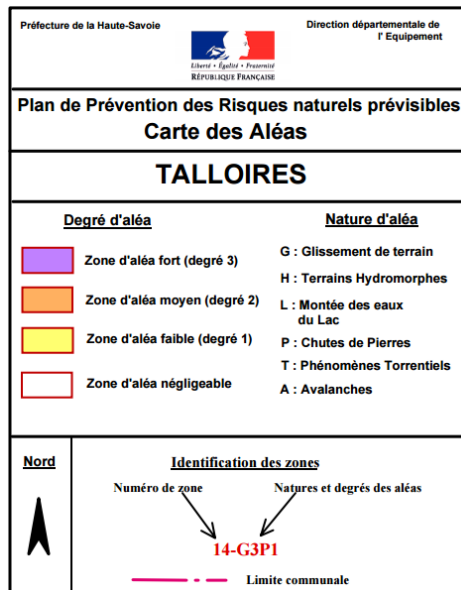 Préfecture de la Haute-Savoie
Direction départementale de
l' Equipement
Liberté • Égalité • Fraternité
RÉPUBLIQUE FRANÇAISE
Plan de Prévention des Risques naturels prévisibles
Carte des Aléas
TALLOIRES
Degré d'aléa
Zone d'aléa fort (degré 3)
Zone d'aléa moyen (degré 2)
Zone d'aléa faible (degré 1)
Zone d'aléa négligeable
Nature d'aléa
G : Glissement de terrain
H : Terrains Hydromorphes
L : Montée des eaux
du Lac
P : Chutes de Pierres
T : Phénomènes Torrentiels
A : Avalanches
Nord
Identification des zones
Numéro de zone
Natures et degrés des aléas
14-G3P1
Limite communale